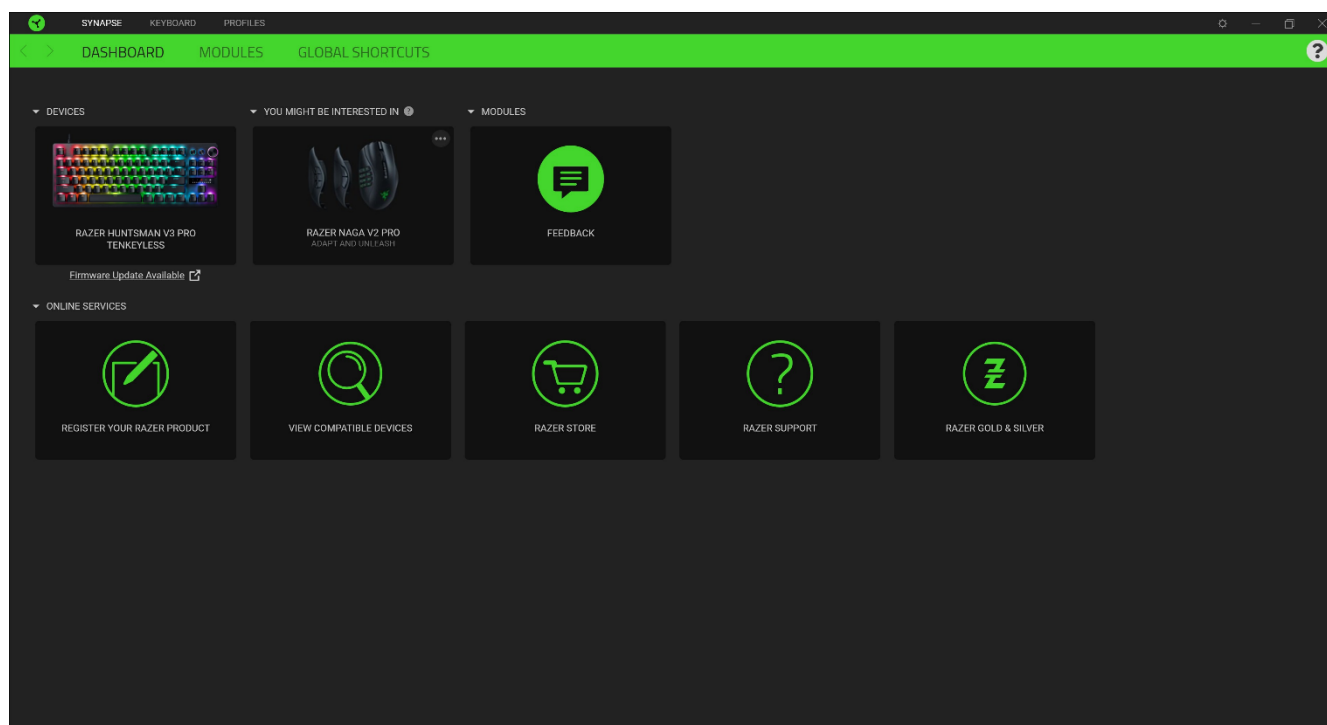 SYNAPSE KEYBOARD PROFILES
DASHBOARD MODULES GLOBAL SHORTCUTS
?
DEVICES
YOU MIGHT BE INTERESTED IN ?
MODULES
RAZER HUNTSMAN V3 PRO
TENKEYLESS
RAZER NAGA V2 PRO
ADAPT AND UNLEASH
FEEDBACK
Firmware Update Available
ONLINE SERVICES
REGISTER YOUR RAZER PRODUCT
VIEW COMPATIBLE DEVICES
RAZER STORE
RAZER SUPPORT
RAZER GOLD & SILVER